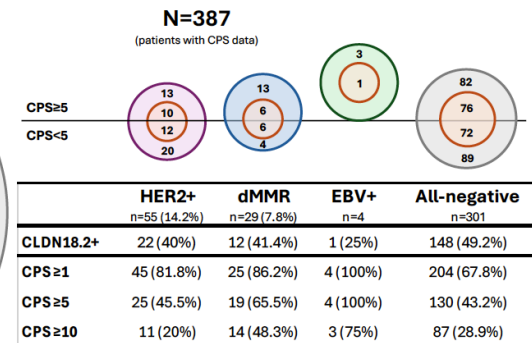 N=387
(patients with CPS data)
3
1
13
10
12
20
13
6
6
4
82
76
72
89
CPS≥5
CPS<5
HER2+ dMMR EBV+ All-negative
n=55 (14.2%) n=29 (7.8%) n=4 n=301
CLDN18.2+ 22 (40%) 12 (41.4%) 1 (25%) 148 (49.2%)
CPS≥1 45 (81.8%) 25 (86.2%) 4 (100%) 204 (67.8%)
CPS≥5 25 (45.5%) 19 (65.5%) 4 (100%) 130 (43.2%)
CPS≥10 11 (20%) 14 (48.3%) 3 (75%) 87 (28.9%)